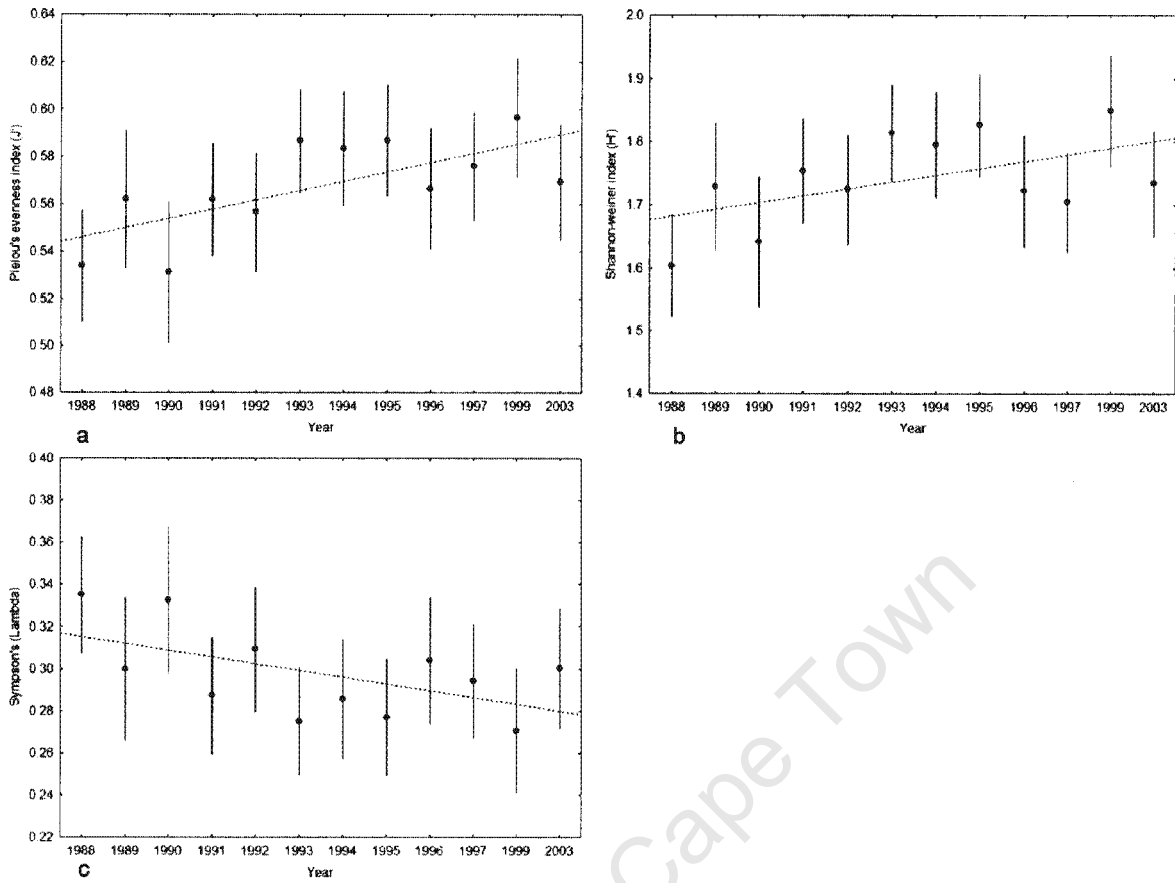 Pielou's evenness index (J')
0.64
0.62
0.60
0.58
0.56
0.54
0.52
0.50
0.48
1988 1989 1990 1991 1992 1993 1994 1995 1996 1997 1999 2003
Year
a
Shannon-weiner index (H')
2.0
1.9
1.8
1.7
1.6
1.5
1.4
1988 1989 1990 1991 1992 1993 1994 1995 1996 1997 1999 2003
Year
b
Sympson's (Lambda)
0.40
0.38
0.36
0.34
0.32
0.30
0.28
0.26
0.24
0.22
1988 1989 1990 1991 1992 1993 1994 1995 1996 1997 1999 2003
Year
c
Cape Town